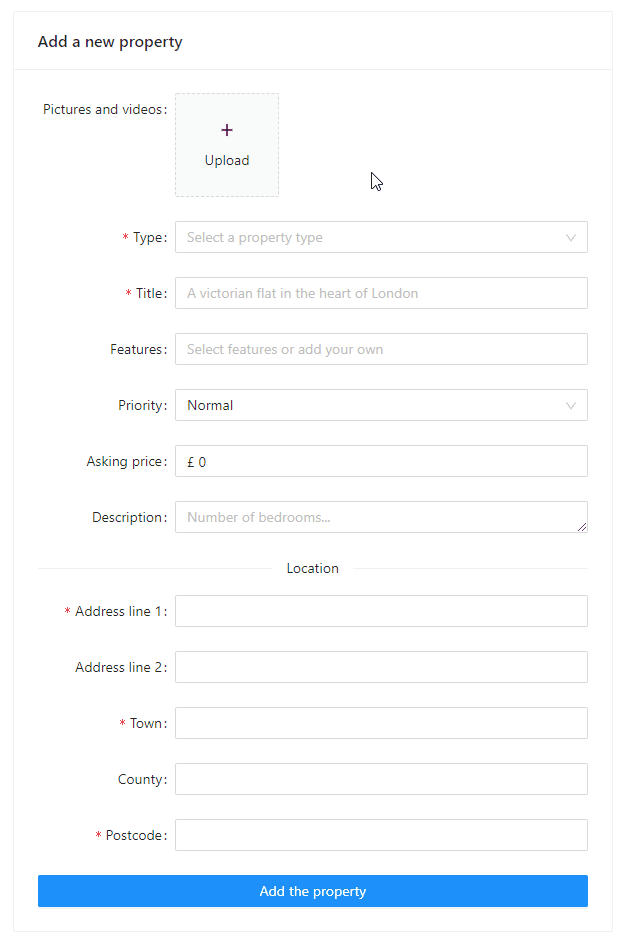 Add a new property
Pictures and videos:
+
Upload
* Type: Select a property type
* Title: A victorian flat in the heart of London
Features: Select features or add your own
Priority: Normal
Asking price: £ 0
Description: Number of bedrooms...
Location
* Address line 1:
Address line 2:
* Town:
County:
* Postcode:
Add the property